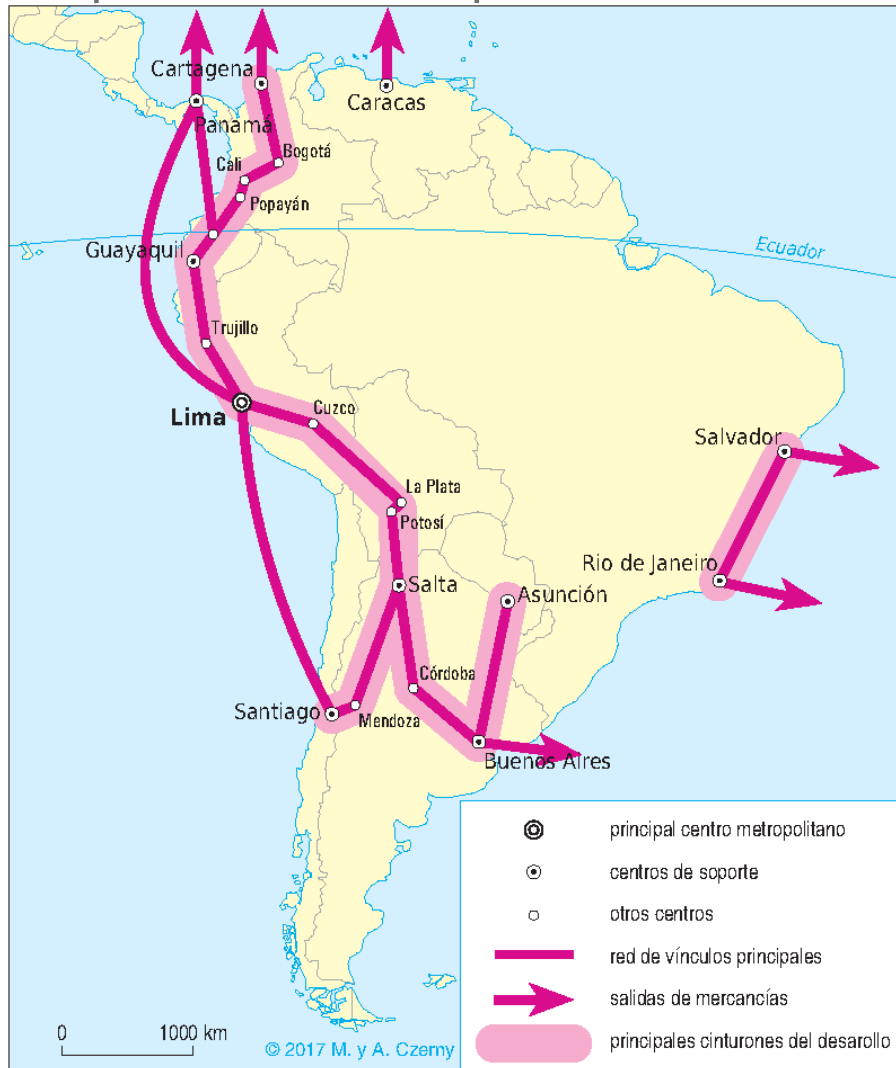 Cartagena
Caracas
Panamá
Bogotá
Cali
Popayán
Guayaquil
Ecuador
Trujillo
Lima
Cuzco
Salvador
La Plata
Potosí
Rio de Janeiro
Salta
Asunción
Córdoba
Santiago
Mendoza
Buenos Aires
principal centro metropolitano
centros de soporte
otros centros
red de vínculos principales
salidas de mercancías
principales cinturones del desarollo
0 1000 km
© 2017 M. y A. Czerny